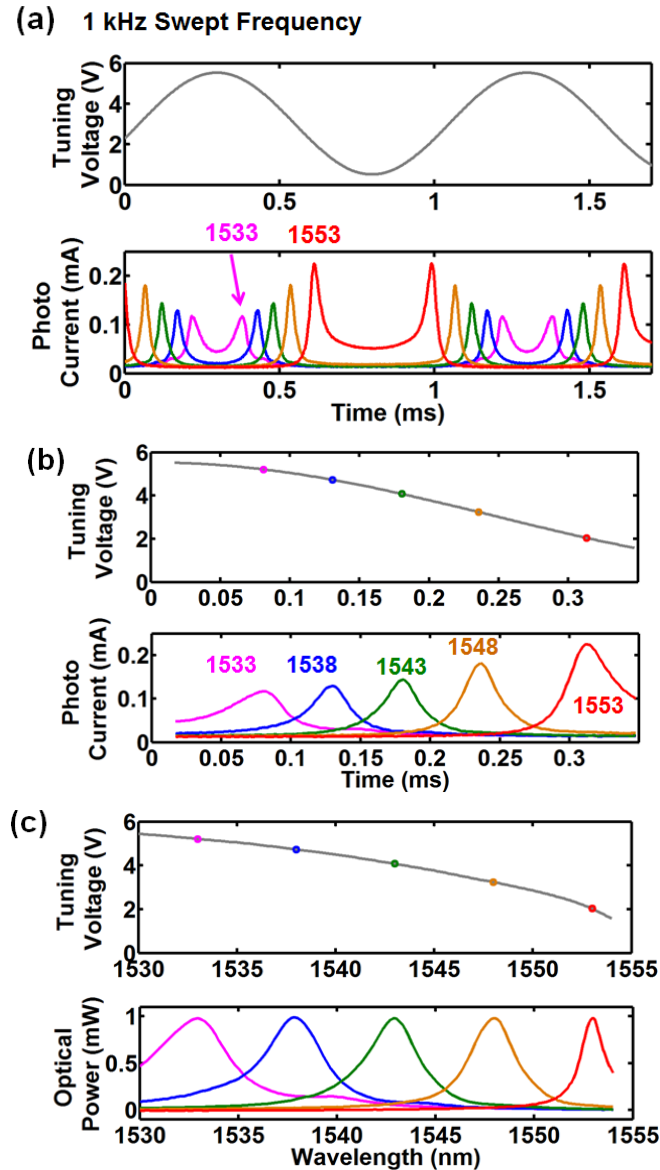 (a) 1 kHz Swept Frequency
Tuning
Voltage (V)
6
4
2
0
0 0.5 1 1.5
1533 1553
Photo
Current (mA)
0.2
0.1
0
0 0.5 1 1.5
Time (ms)
(b)
Tuning
Voltage (V)
6
4
2
0
0 0.05 0.1 0.15 0.2 0.25 0.3
Photo
Current (mA)
0.2
0.1
0
1533 1538 1543 1548 1553
0 0.05 0.1 0.15 0.2 0.25 0.3
Time (ms)
(c)
Tuning
Voltage (V)
6
4
2
0
1530 1535 1540 1545 1550 1555
Optical
Power (mW)
1
0.5
0
1530 1535 1540 1545 1550 1555
Wavelength (nm)